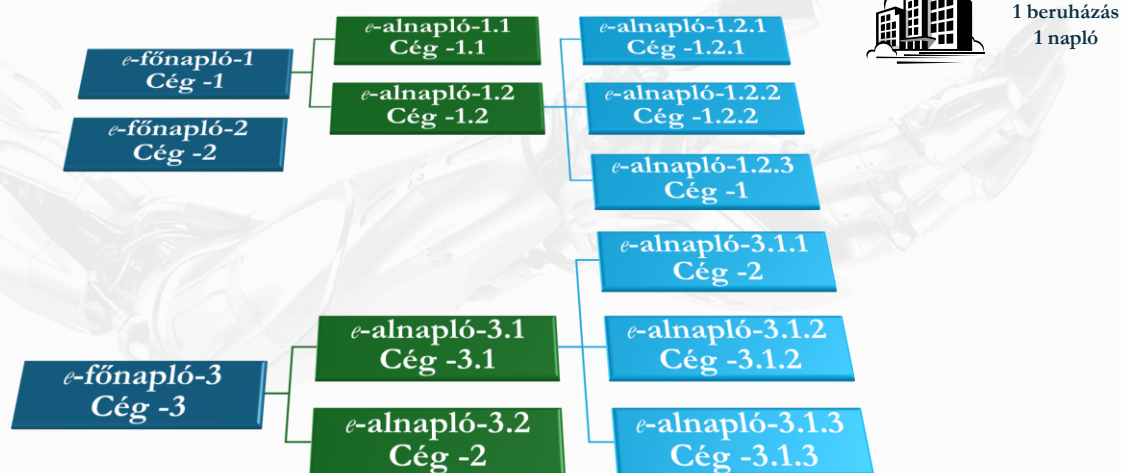 1 beruházás
1 napló
e-főnapló-1
Cég -1
e-főnapló-2
Cég -2
e-alnapló-1.1
Cég -1.1
e-alnapló-1.2
Cég -1.2
e-alnapló-1.2.1
Cég -1.2.1
e-alnapló-1.2.2
Cég -1.2.2
e-alnapló-1.2.3
Cég -1
e-főnapló-3
Cég -3
e-alnapló-3.1
Cég -3.1
e-alnapló-3.2
Cég -2
e-alnapló-3.1.1
Cég -2
e-alnapló-3.1.2
Cég -3.1.2
e-alnapló-3.1.3
Cég -3.1.3